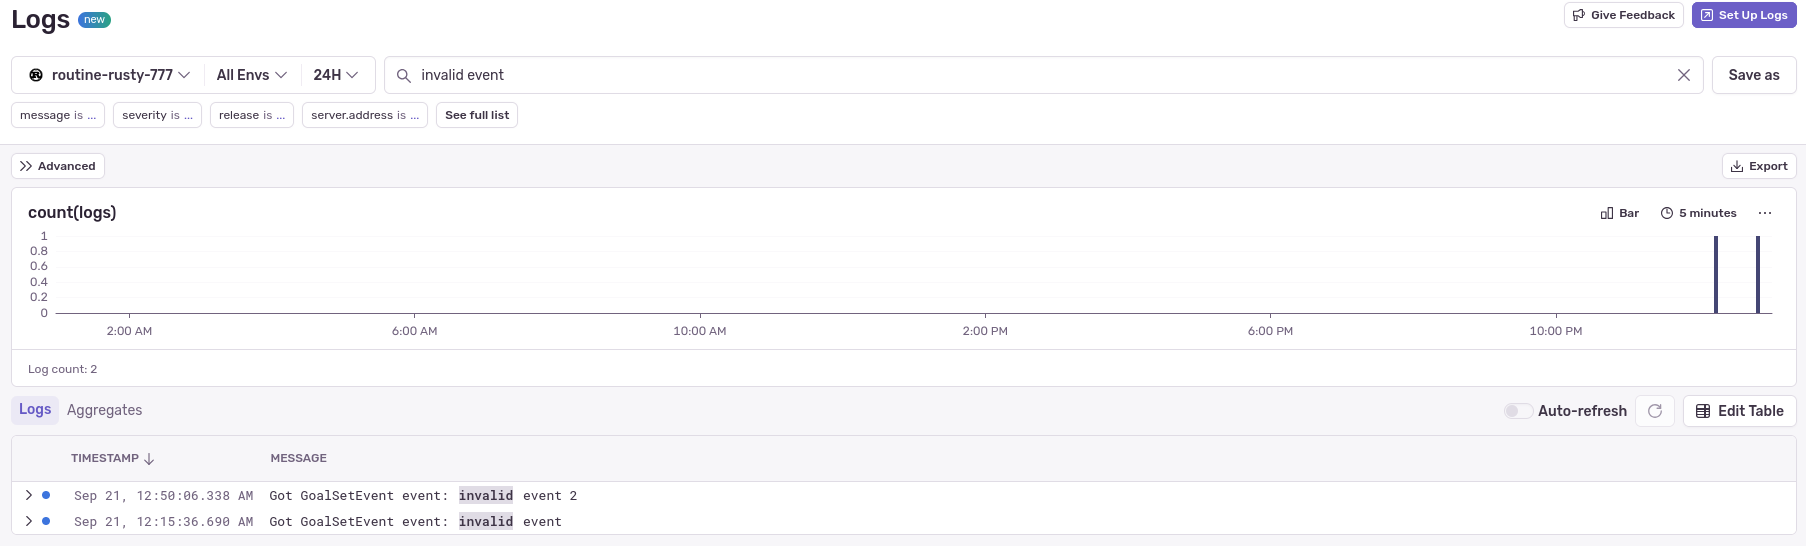 Logs new
Give Feedback
Set Up Logs
routine-rusty-777 All Envs 24H
invalid event
Save as
message is ... severity is ... release is ... server.address is ... See full list
Advanced
Export
count(logs)
Bar 5 minutes ...
1
0.8
0.6
0.4
0.2
0
2:00 AM 6:00 AM 10:00 AM 2:00 PM 6:00 PM 10:00 PM
Log count: 2
Logs Aggregates
Auto-refresh
Edit Table
TIMESTAMP MESSAGE
Sep 21, 12:50:06.338 AM Got GoalSetEvent event: invalid event 2
Sep 21, 12:15:36.690 AM Got GoalSetEvent event: invalid event